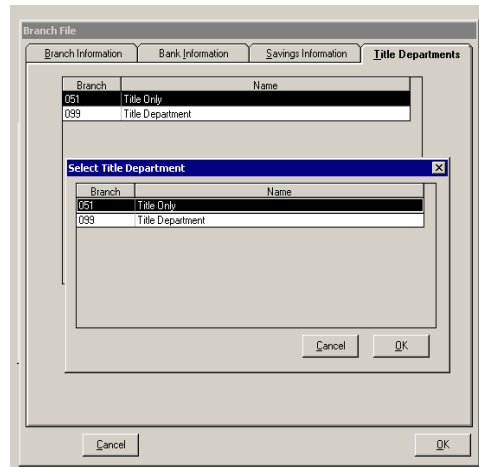 Branch File
Branch Information Bank Information Savings Information Title Departments
Branch Name
051 Title Only
099 Title Department
Select Title Department
Branch Name
051 Title Only
099 Title Department
Cancel OK
Cancel OK